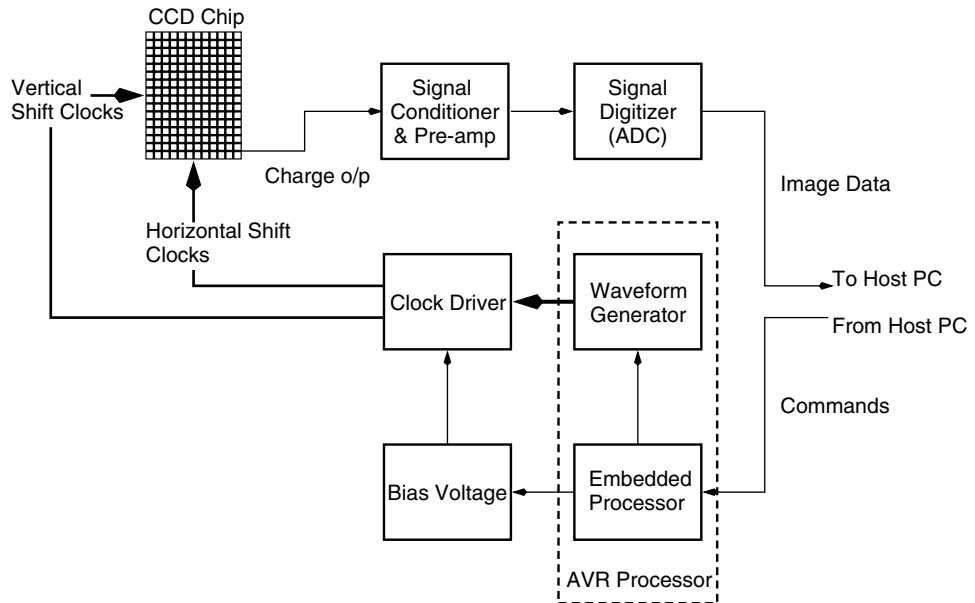 CCD Chip
Vertical
Shift Clocks
Signal
Conditioner
& Pre-amp
Signal
Digitizer
(ADC)
Charge o/p
Image Data
Horizontal Shift
Clocks
Clock Driver
Waveform
Generator
To Host PC
From Host PC
Commands
Bias Voltage
Embedded
Processor
AVR Processor